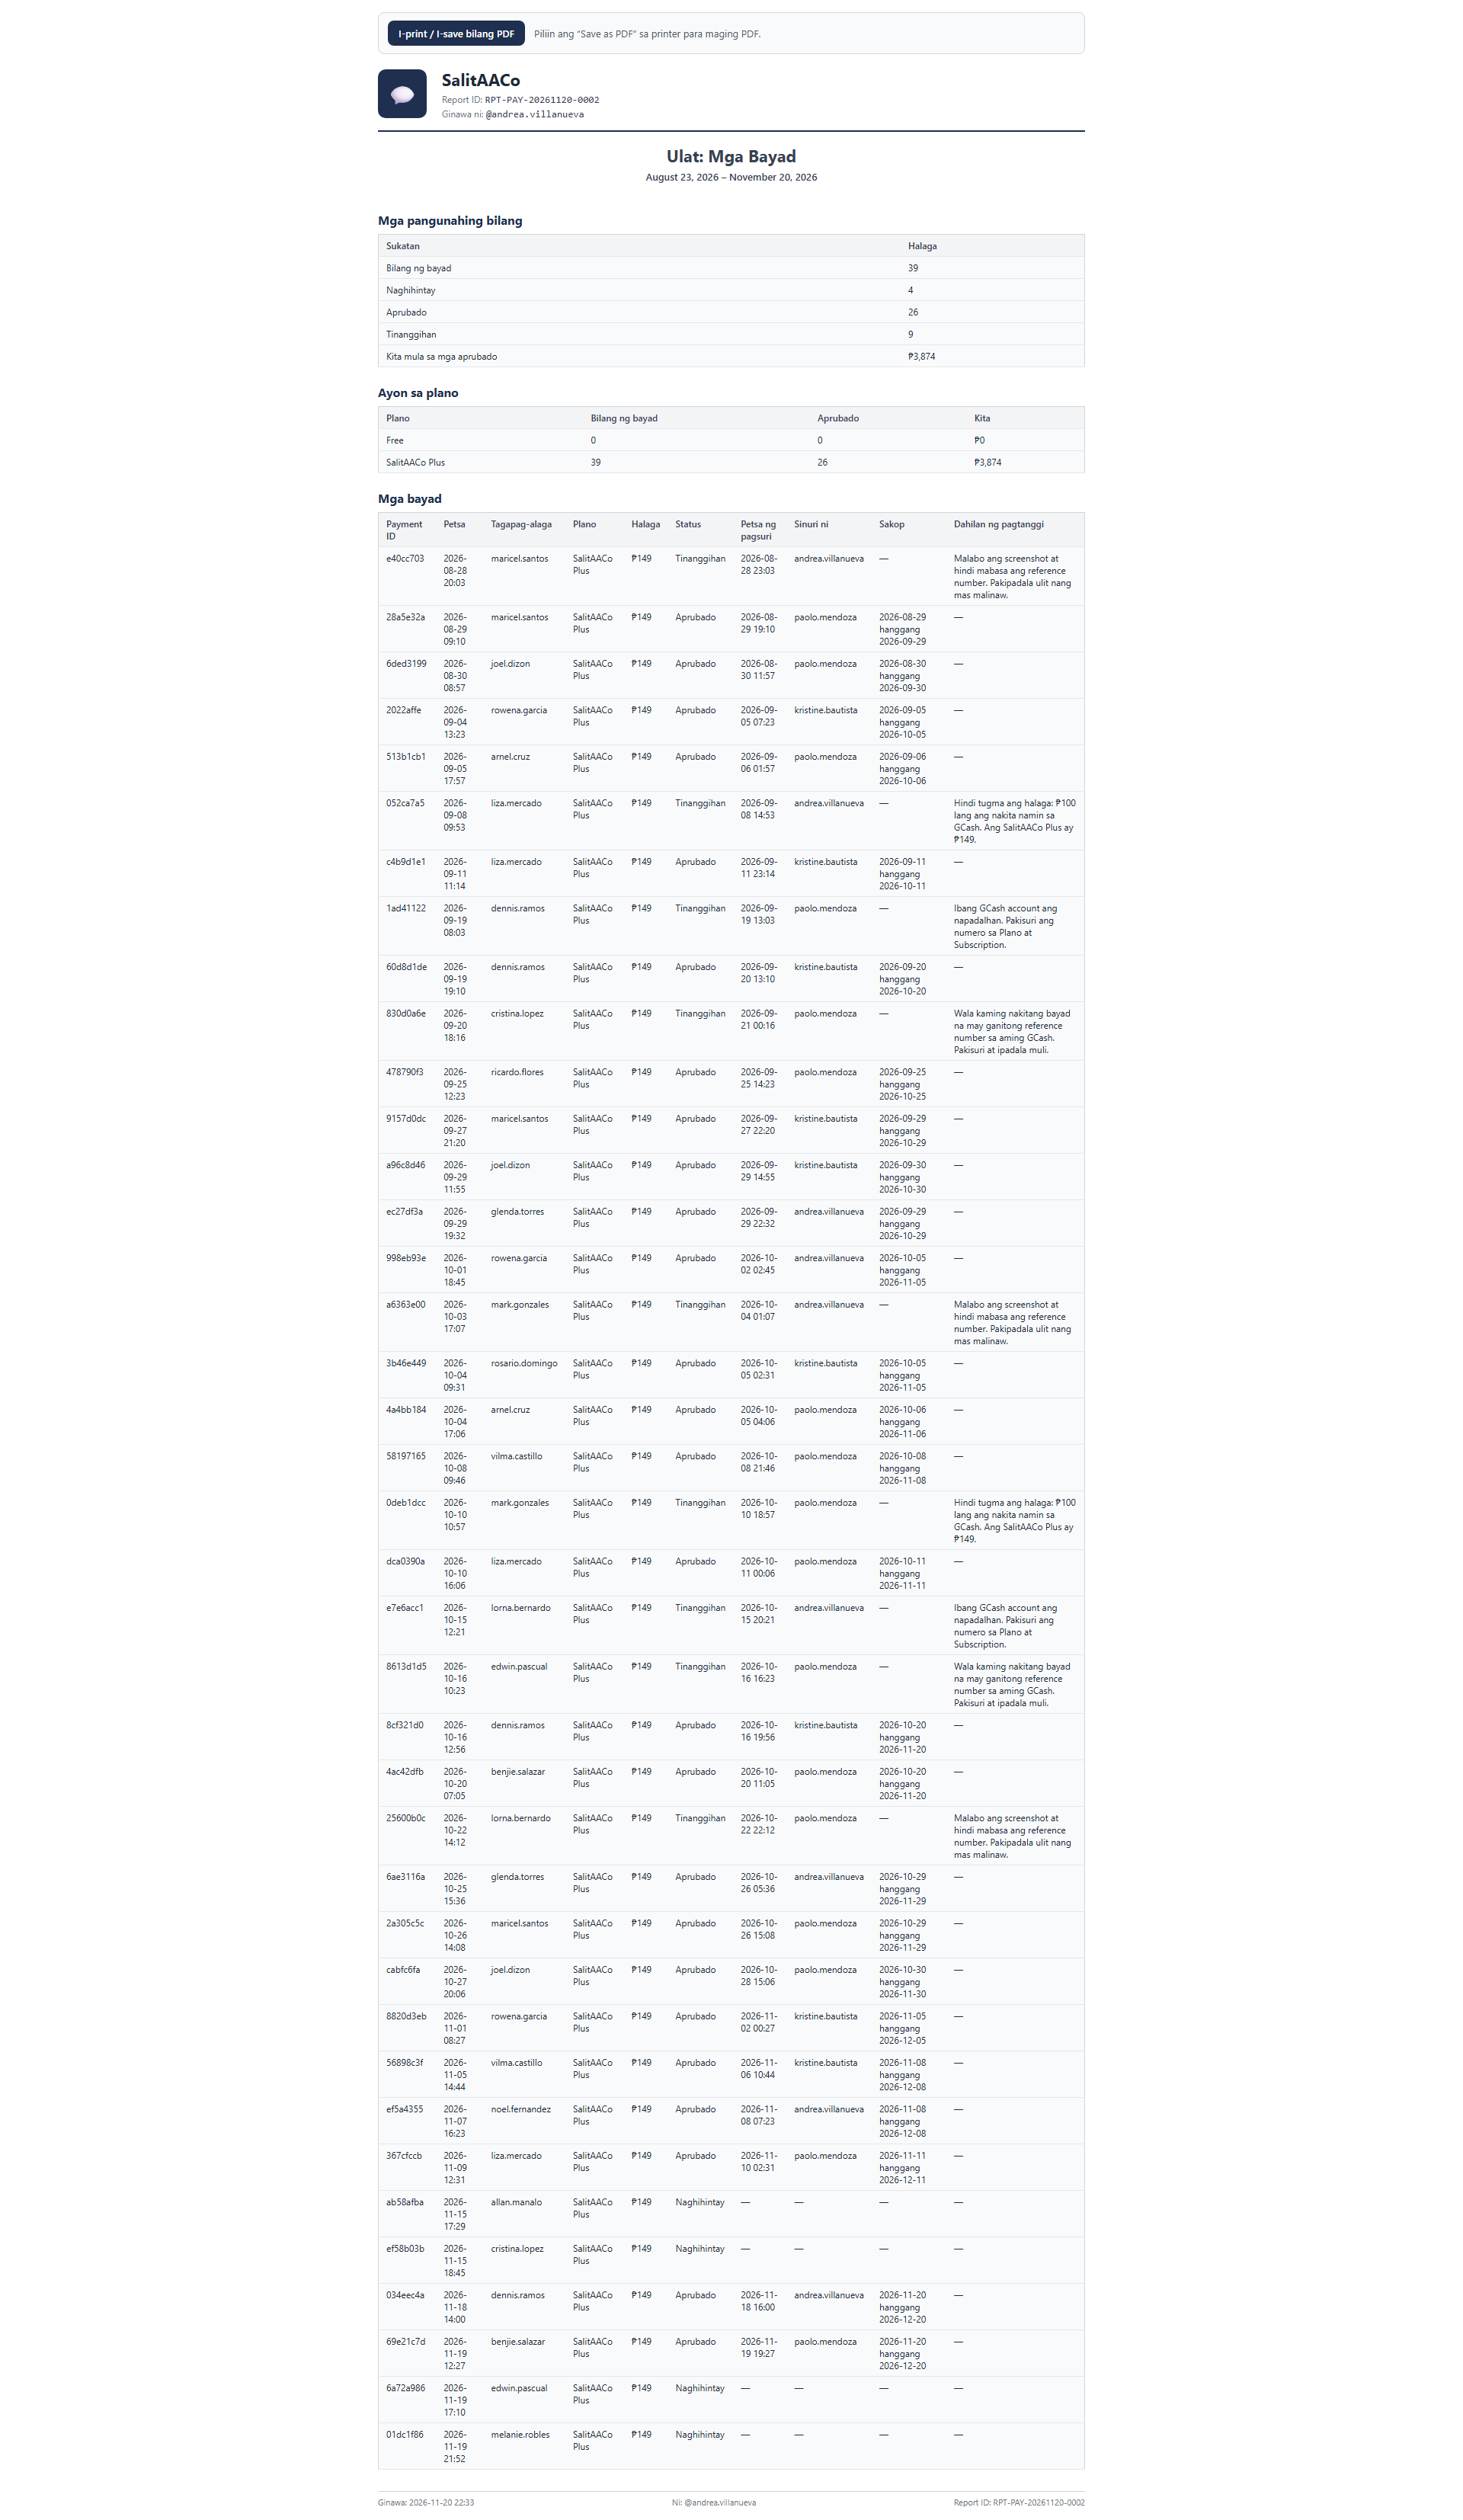 I-print / I-save bilang PDF Piliin ang “Save as PDF” sa printer para maging PDF.
SalitAACo
Report ID: RPT-PAY-20261120-0002
Ginawa ni: @andrea.villanueva
Ulat: Mga Bayad
August 23, 2026 – November 20, 2026
Mga pangunahing bilang
Sukatan Halaga
Bilang ng bayad 39
Naghihintay 4
Aprubado 26
Tinanggihan 9
Kita mula sa mga aprubado ₱3,874
Ayon sa plano
Plano Bilang ng bayad Aprubado Kita
Free 0 0 ₱0
SalitAACo Plus 39 26 ₱3,874
Mga bayad
Payment ID Petsa Tagapag-alaga Plano Halaga Status Petsa ng pagsuri Sinuri ni Sakop Dahilan ng pagtanggi
e40cc703 2026-08-28 20:03 maricel.santos SalitAACo Plus ₱149 Tinanggihan 2026-08-28 23:03 andrea.villanueva — Malabo ang screenshot at hindi mabasa ang reference number. Pakipadala ulit nang mas malinaw.
28a5e32a 2026-08-29 09:10 maricel.santos SalitAACo Plus ₱149 Aprubado 2026-08-29 19:10 paolo.mendoza 2026-08-29 hanggang 2026-09-29 —
6ded3199 2026-08-30 08:57 joel.dizon SalitAACo Plus ₱149 Aprubado 2026-08-30 11:57 paolo.mendoza 2026-08-30 hanggang 2026-09-30 —
2022affe 2026-09-04 13:23 rowena.garcia SalitAACo Plus ₱149 Aprubado 2026-09-05 07:23 kristine.bautista 2026-09-05 hanggang 2026-10-05 —
513b1cb1 2026-09-05 17:57 arnel.cruz SalitAACo Plus ₱149 Aprubado 2026-09-06 01:57 paolo.mendoza 2026-09-06 hanggang 2026-10-06 —
052ca7a5 2026-09-08 09:53 liza.mercado SalitAACo Plus ₱149 Tinanggihan 2026-09-08 14:53 andrea.villanueva — Hindi tugma ang halaga: ₱100 lang ang nakita namin sa GCash. Ang SalitAACo Plus ay ₱149.
c4b9d1e1 2026-09-11 11:14 liza.mercado SalitAACo Plus ₱149 Aprubado 2026-09-11 23:14 kristine.bautista 2026-09-11 hanggang 2026-10-11 —
1ad41122 2026-09-19 08:03 dennis.ramos SalitAACo Plus ₱149 Tinanggihan 2026-09-19 13:03 paolo.mendoza — Ibang GCash account ang napadalhan. Pakisuri ang numero sa Plano at Subscription.
60d8d1de 2026-09-19 19:10 dennis.ramos SalitAACo Plus ₱149 Aprubado 2026-09-20 13:10 kristine.bautista 2026-09-20 hanggang 2026-10-20 —
830d0a6e 2026-09-20 18:16 cristina.lopez SalitAACo Plus ₱149 Tinanggihan 2026-09-21 00:16 paolo.mendoza — Wala kaming nakitang bayad na may ganitong reference number sa aming GCash. Pakisuri at ipadala muli.
478790f3 2026-09-25 12:23 ricardo.flores SalitAACo Plus ₱149 Aprubado 2026-09-25 14:23 paolo.mendoza 2026-09-25 hanggang 2026-10-25 —
9157d0dc 2026-09-27 21:20 maricel.santos SalitAACo Plus ₱149 Aprubado 2026-09-27 22:20 kristine.bautista 2026-09-29 hanggang 2026-10-29 —
a96c8d46 2026-09-29 11:55 joel.dizon SalitAACo Plus ₱149 Aprubado 2026-09-29 14:55 kristine.bautista 2026-09-30 hanggang 2026-10-30 —
ec27df3a 2026-09-29 19:32 glenda.torres SalitAACo Plus ₱149 Aprubado 2026-09-29 22:32 andrea.villanueva 2026-09-29 hanggang 2026-10-29 —
998eb93e 2026-10-01 18:45 rowena.garcia SalitAACo Plus ₱149 Aprubado 2026-10-02 02:45 andrea.villanueva 2026-10-05 hanggang 2026-11-05 —
a6363e00 2026-10-03 17:07 mark.gonzales SalitAACo Plus ₱149 Tinanggihan 2026-10-04 01:07 andrea.villanueva — Malabo ang screenshot at hindi mabasa ang reference number. Pakipadala ulit nang mas malinaw.
3b46e449 2026-10-04 09:31 rosario.domingo SalitAACo Plus ₱149 Aprubado 2026-10-05 02:31 kristine.bautista 2026-10-05 hanggang 2026-11-05 —
4a4bb184 2026-10-04 17:06 arnel.cruz SalitAACo Plus ₱149 Aprubado 2026-10-05 04:06 paolo.mendoza 2026-10-06 hanggang 2026-11-06 —
58197165 2026-10-08 09:46 vilma.castillo SalitAACo Plus ₱149 Aprubado 2026-10-08 21:46 paolo.mendoza 2026-10-08 hanggang 2026-11-08 —
0deb1dcc 2026-10-10 10:57 mark.gonzales SalitAACo Plus ₱149 Tinanggihan 2026-10-10 18:57 paolo.mendoza — Hindi tugma ang halaga: ₱100 lang ang nakita namin sa GCash. Ang SalitAACo Plus ay ₱149.
dca0390a 2026-10-10 16:06 liza.mercado SalitAACo Plus ₱149 Aprubado 2026-10-11 00:06 paolo.mendoza 2026-10-11 hanggang 2026-11-11 —
e7e6acc1 2026-10-15 12:21 lorna.bernardo SalitAACo Plus ₱149 Tinanggihan 2026-10-15 20:21 andrea.villanueva — Ibang GCash account ang napadalhan. Pakisuri ang numero sa Plano at Subscription.
8613d1d5 2026-10-16 10:23 edwin.pascual SalitAACo Plus ₱149 Tinanggihan 2026-10-16 16:23 paolo.mendoza — Wala kaming nakitang bayad na may ganitong reference number sa aming GCash. Pakisuri at ipadala muli.
8cf321d0 2026-10-16 12:56 dennis.ramos SalitAACo Plus ₱149 Aprubado 2026-10-16 19:56 kristine.bautista 2026-10-20 hanggang 2026-11-20 —
4ac42dfb 2026-10-20 07:05 benjie.salazar SalitAACo Plus ₱149 Aprubado 2026-10-20 11:05 paolo.mendoza 2026-10-20 hanggang 2026-11-20 —
25600b0c 2026-10-22 14:12 lorna.bernardo SalitAACo Plus ₱149 Tinanggihan 2026-10-22 22:12 paolo.mendoza — Malabo ang screenshot at hindi mabasa ang reference number. Pakipadala ulit nang mas malinaw.
6ae3116a 2026-10-25 15:36 glenda.torres SalitAACo Plus ₱149 Aprubado 2026-10-26 05:36 andrea.villanueva 2026-10-29 hanggang 2026-11-29 —
2a305c5c 2026-10-26 14:08 maricel.santos SalitAACo Plus ₱149 Aprubado 2026-10-26 15:08 paolo.mendoza 2026-10-29 hanggang 2026-11-29 —
cabfc6fa 2026-10-27 20:06 joel.dizon SalitAACo Plus ₱149 Aprubado 2026-10-28 15:06 paolo.mendoza 2026-10-30 hanggang 2026-11-30 —
8820d3eb 2026-11-01 08:27 rowena.garcia SalitAACo Plus ₱149 Aprubado 2026-11-02 00:27 kristine.bautista 2026-11-05 hanggang 2026-12-05 —
56898c3f 2026-11-05 14:44 vilma.castillo SalitAACo Plus ₱149 Aprubado 2026-11-06 10:44 kristine.bautista 2026-11-08 hanggang 2026-12-08 —
ef5a4355 2026-11-07 16:23 noel.fernandez SalitAACo Plus ₱149 Aprubado 2026-11-08 07:23 andrea.villanueva 2026-11-08 hanggang 2026-12-08 —
367cfccb 2026-11-09 12:31 liza.mercado SalitAACo Plus ₱149 Aprubado 2026-11-10 02:31 paolo.mendoza 2026-11-11 hanggang 2026-12-11 —
ab58afba 2026-11-15 17:29 allan.manalo SalitAACo Plus ₱149 Naghihintay — — — —
ef58b03b 2026-11-15 18:45 cristina.lopez SalitAACo Plus ₱149 Naghihintay — — — —
034eec4a 2026-11-18 14:00 dennis.ramos SalitAACo Plus ₱149 Aprubado 2026-11-18 16:00 andrea.villanueva 2026-11-20 hanggang 2026-12-20 —
69e21c7d 2026-11-19 12:27 benjie.salazar SalitAACo Plus ₱149 Aprubado 2026-11-19 19:27 paolo.mendoza 2026-11-20 hanggang 2026-12-20 —
6a72a986 2026-11-19 17:10 edwin.pascual SalitAACo Plus ₱149 Naghihintay — — — —
01dc1f86 2026-11-19 21:52 melanie.robles SalitAACo Plus ₱149 Naghihintay — — — —
Ginawa: 2026-11-20 22:33 Ni: @andrea.villanueva Report ID: RPT-PAY-20261120-0002